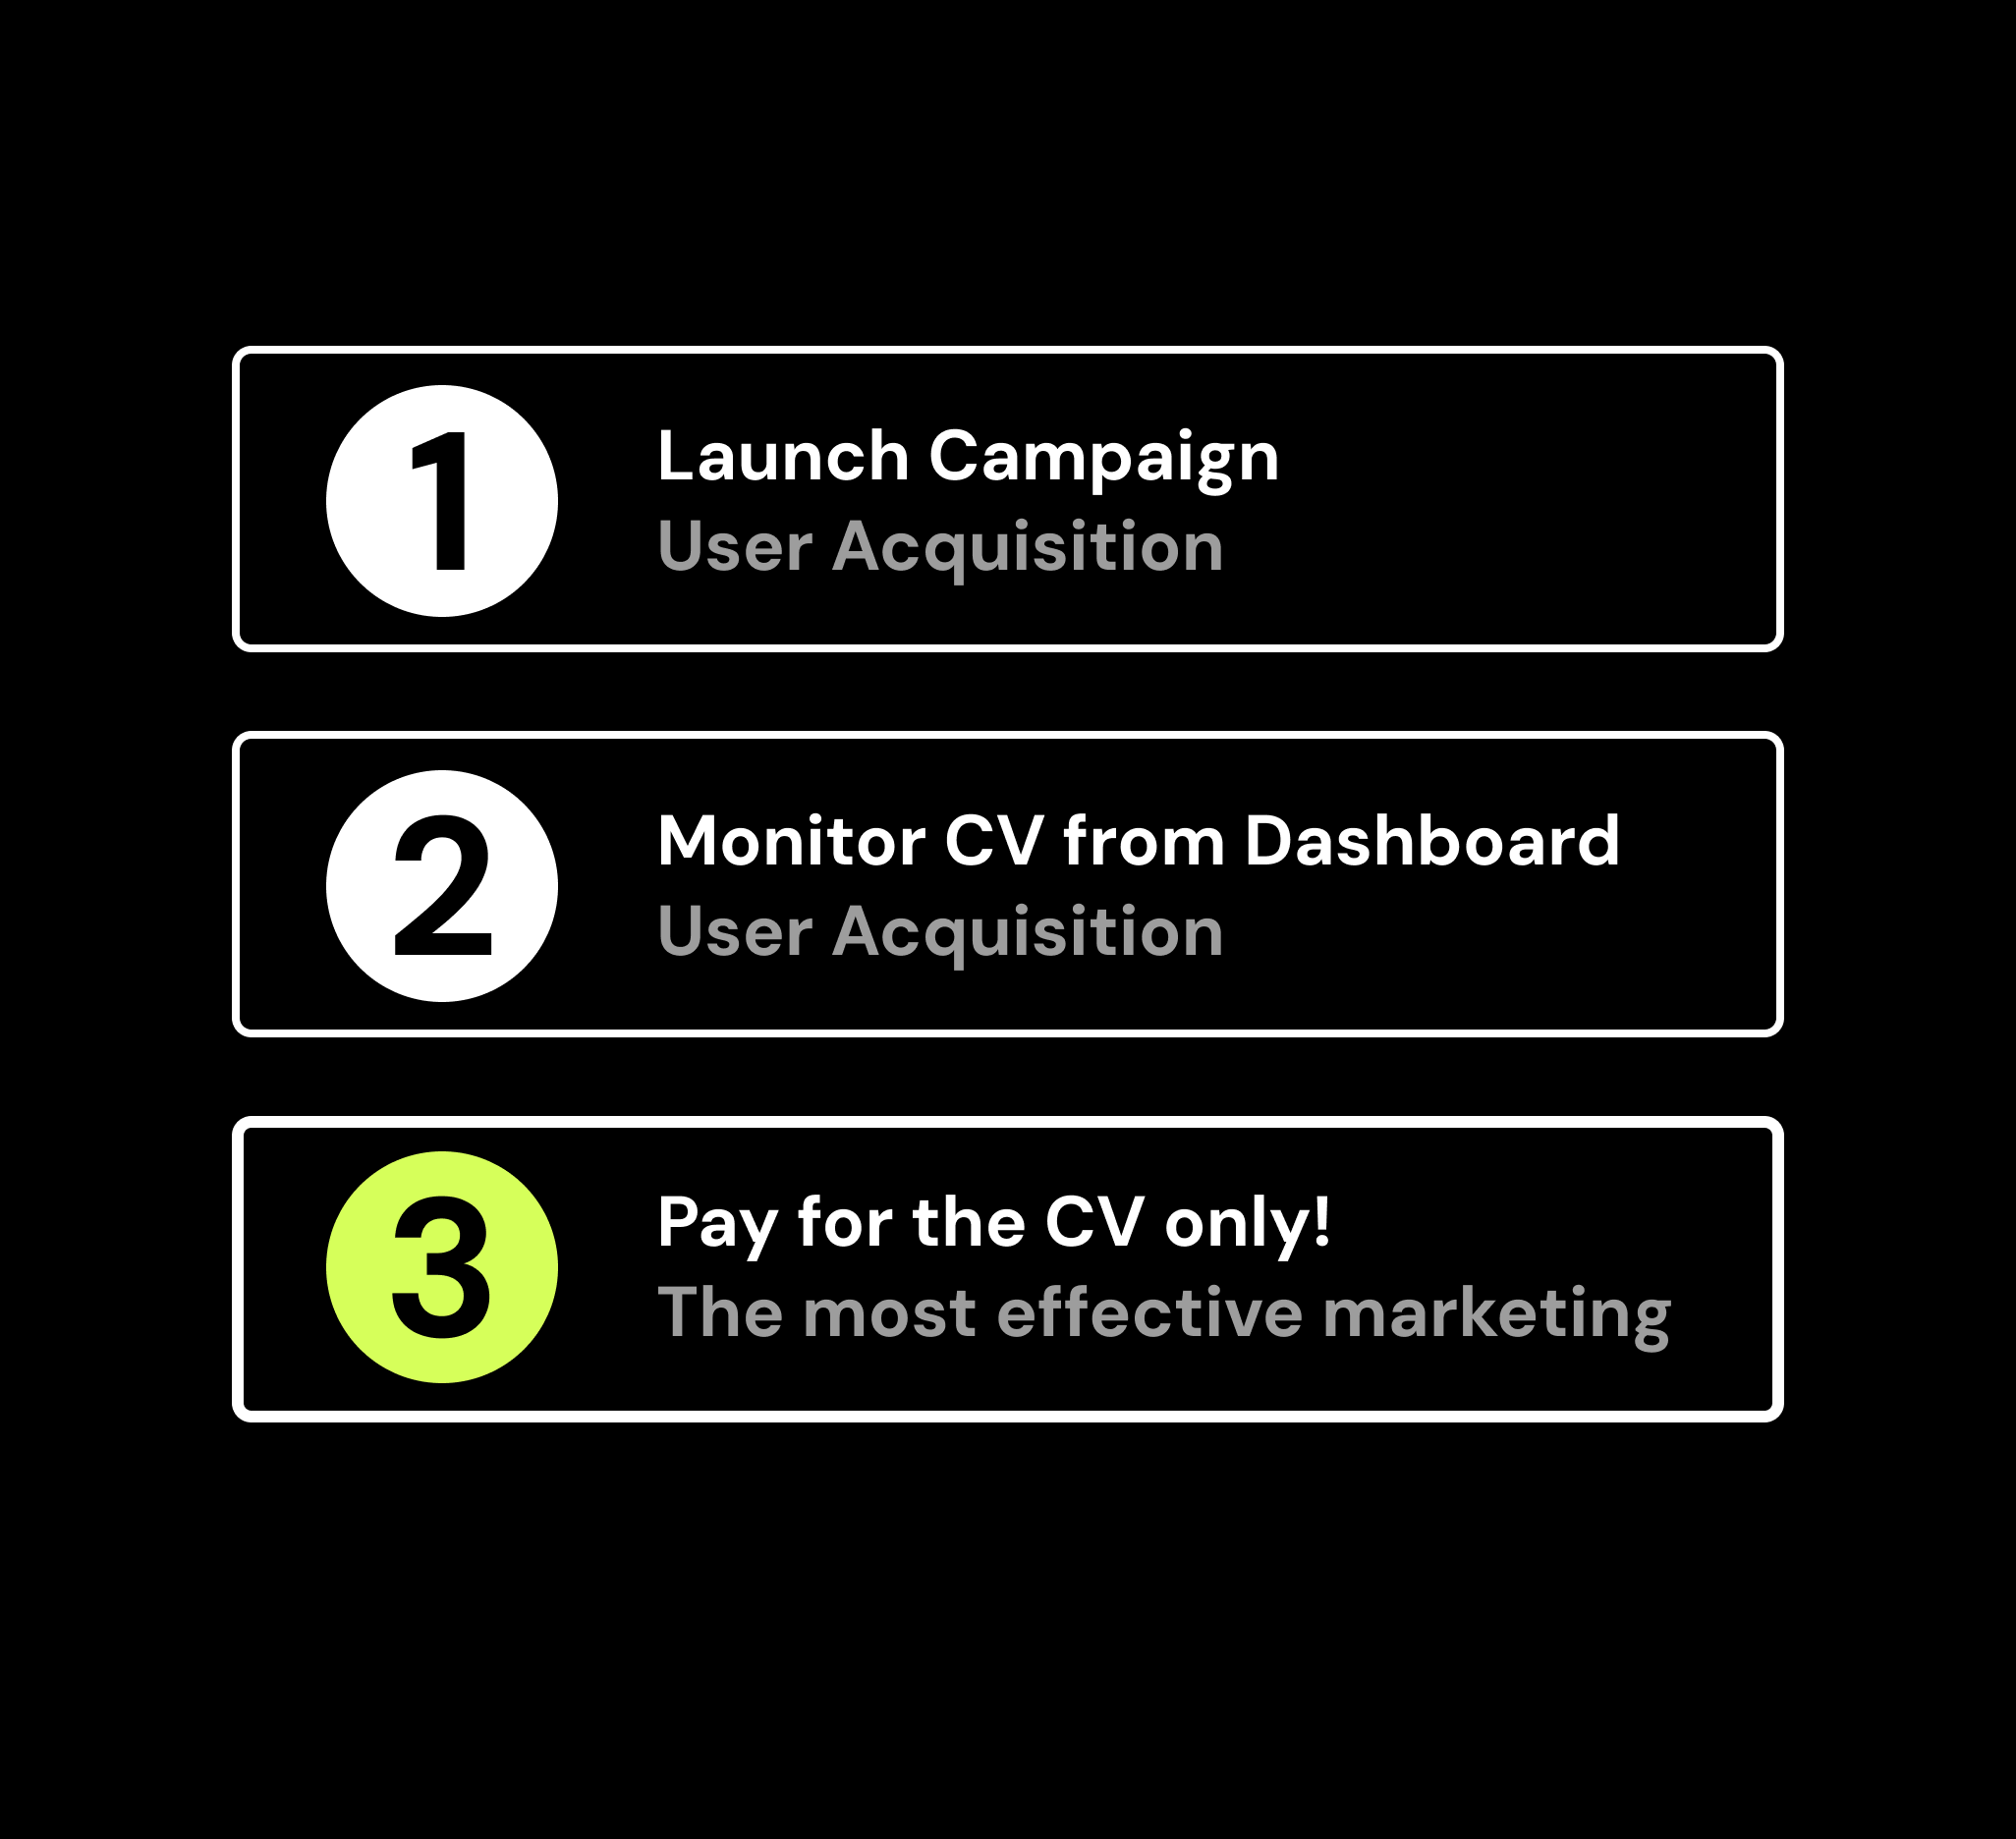 1
Launch Campaign
User Acquisition
2
Monitor CV from Dashboard
User Acquisition
3
Pay for the CV only!
The most effective marketing